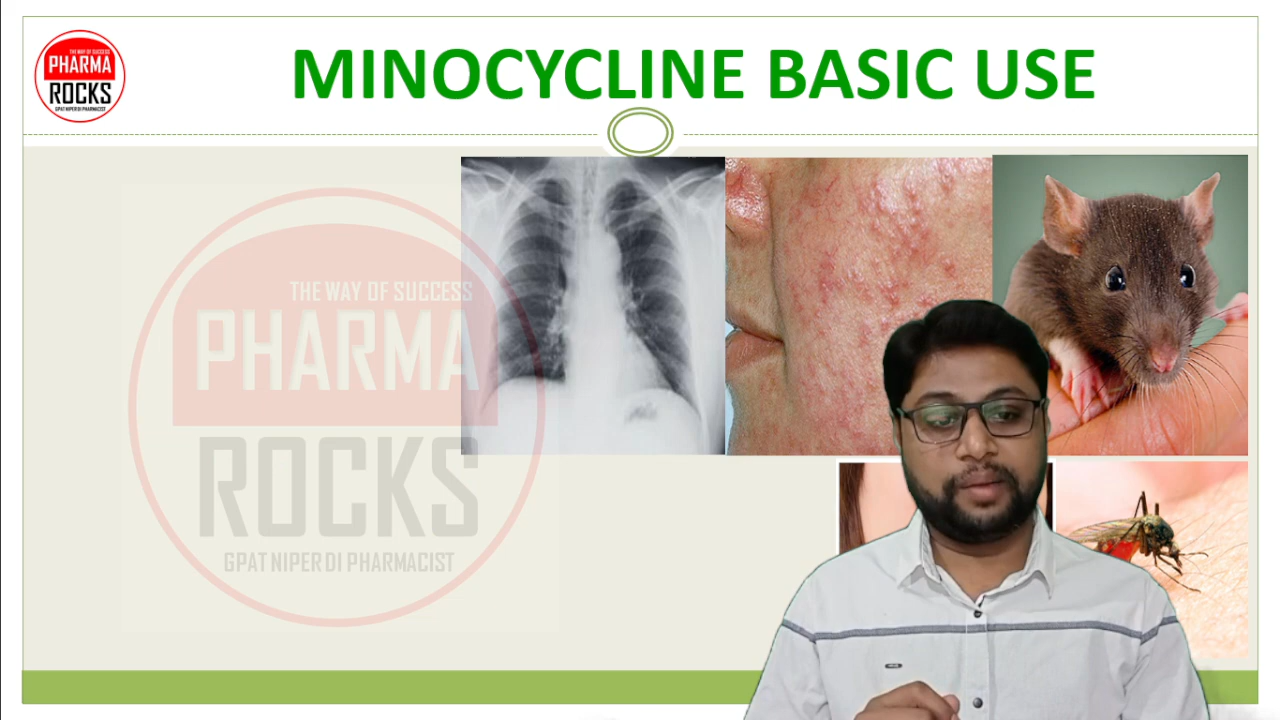 THE WAY OF SUCCESS
PHARMA
ROCKS
GPAT NIPER DI PHARMACIST
MINOCYCLINE BASIC USE
THE WAY OF SUCCESS
PHARMA
ROCKS
GPAT NIPER DI PHARMACIST